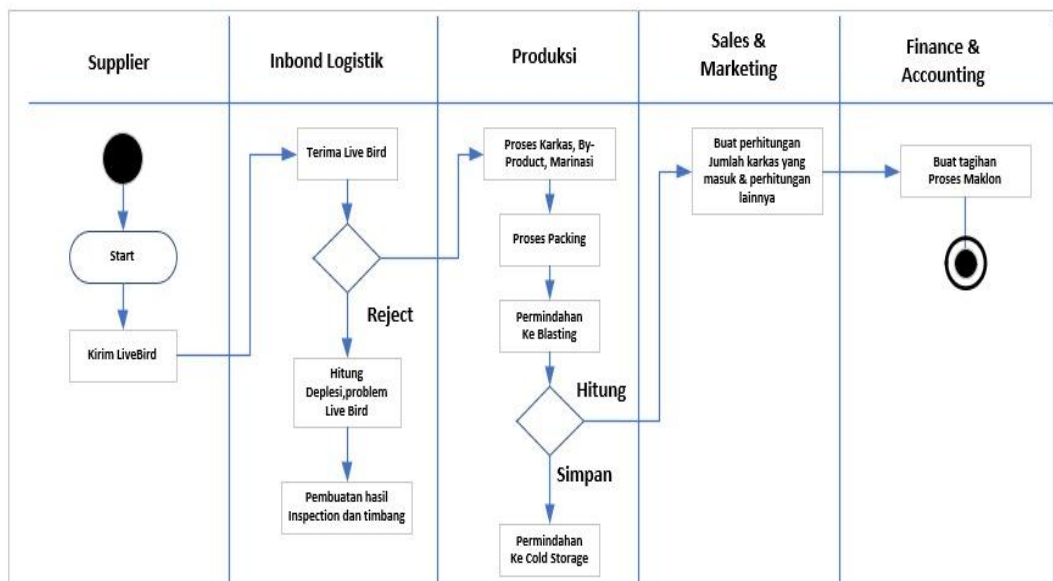 Supplier
Inbond Logistik
Produksi
Sales &
Marketing
Finance &
Accounting
Start
Kirim LiveBird
Terima Live Bird
Reject
Hitung
Deplesi,problem
Live Bird
Pembuatan hasil
Inspection dan timbang
Proses Karkas, By-
Product, Marinasi
Proses Packing
Permindahan
Ke Blasting
Hitung
Simpan
Permindahan
Ke Cold Storage
Buat perhitungan
Jumlah karkas yang
masuk & perhitungan
lainnya
Buat tagihan
Proses Maklon